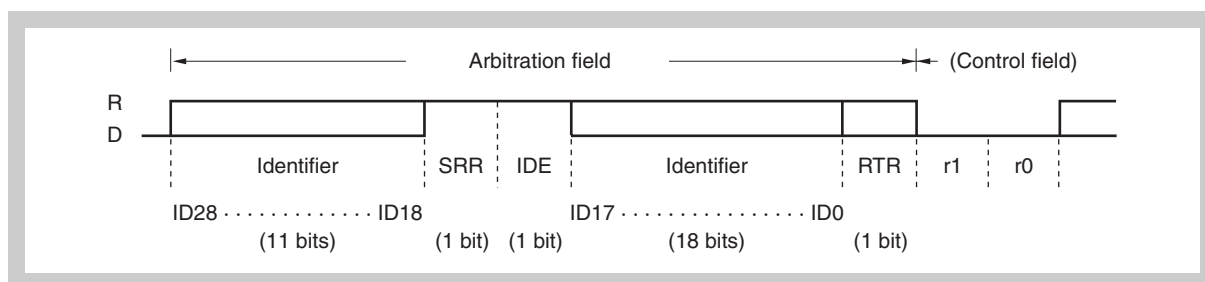 Arbitration field (Control field)
R
D
Identifier SRR IDE Identifier RTR r1 r0
ID28 · · · · · · · · · · · · · ID18 ID17 · · · · · · · · · · · · · · · · ID0
(11 bits) (1 bit) (1 bit) (18 bits) (1 bit)